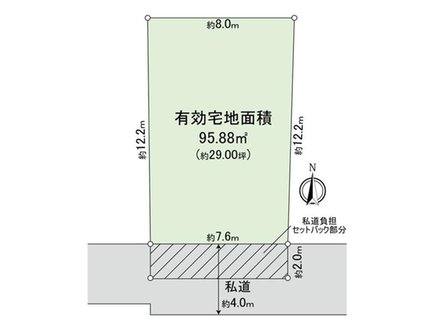 約8.0m
有効宅地面積
95.88㎡
(約29.00坪)
約12.2m
約12.2m
N
私道負担
セットバック部分
約7.6m
約2.0m
私道
約4.0m